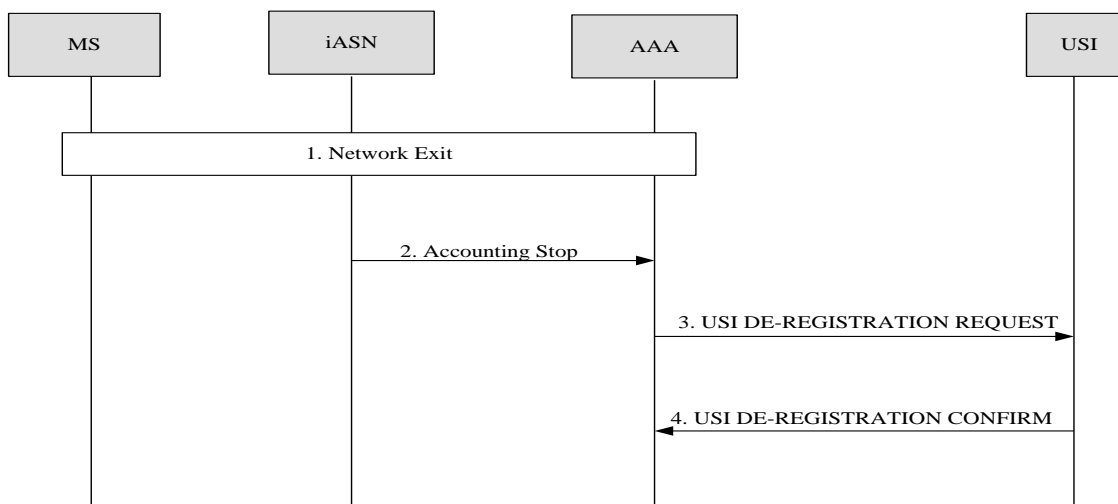 MS
iASN
AAA
USI
1. Network Exit
2. Accounting Stop
3. USI DE-REGISTRATION REQUEST
4. USI DE-REGISTRATION CONFIRM